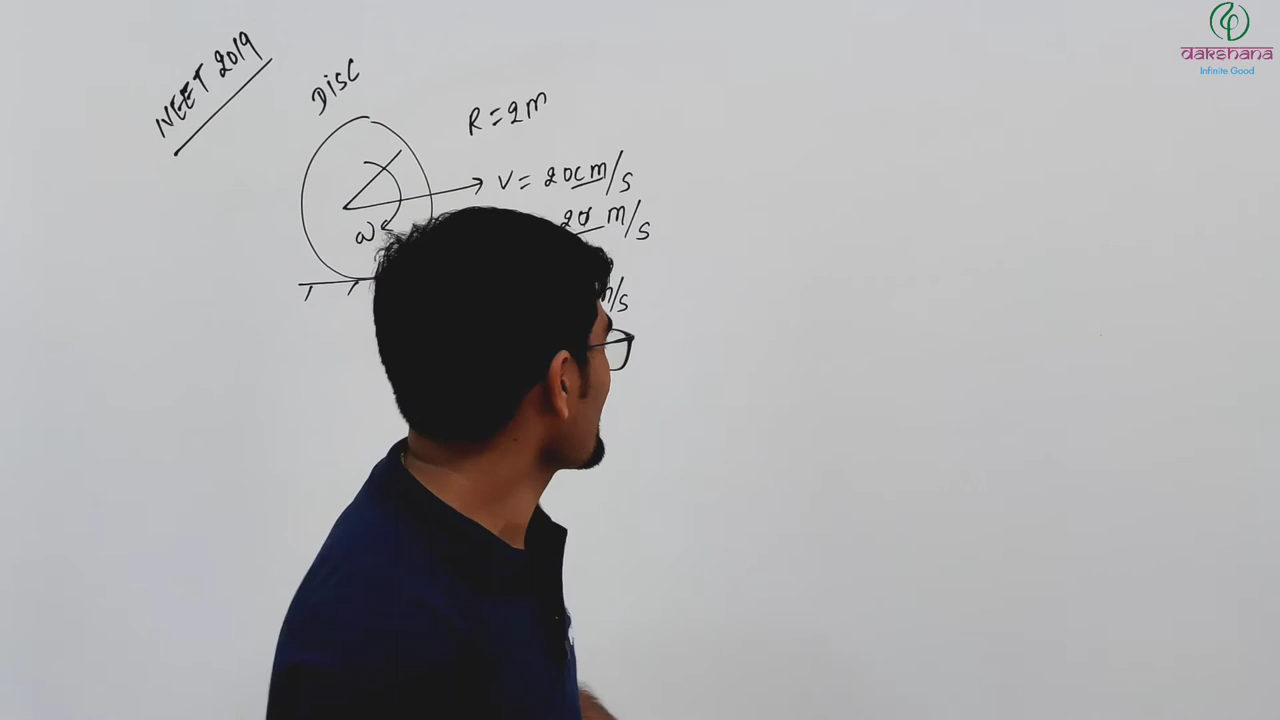 NEET 2019
DISC
R = 2m
V = 20cm/s
20 m/s
ω
m/s
dakshana
Infinite Good